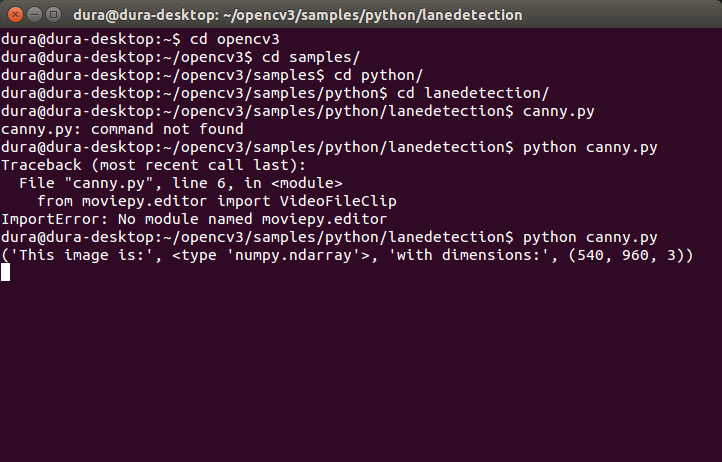 dura@dura-desktop: ~/opencv3/samples/python/lanedetection
dura@dura-desktop:~$ cd opencv3
dura@dura-desktop:~/opencv3$ cd samples/
dura@dura-desktop:~/opencv3/samples$ cd python/
dura@dura-desktop:~/opencv3/samples/python$ cd lanedetection/
dura@dura-desktop:~/opencv3/samples/python/lanedetection$ canny.py
canny.py: command not found
dura@dura-desktop:~/opencv3/samples/python/lanedetection$ python canny.py
Traceback (most recent call last):
  File "canny.py", line 6, in <module>
    from moviepy.editor import VideoFileClip
ImportError: No module named moviepy.editor
dura@dura-desktop:~/opencv3/samples/python/lanedetection$ python canny.py
('This image is:', <type 'numpy.ndarray'>, 'with dimensions:', (540, 960, 3))